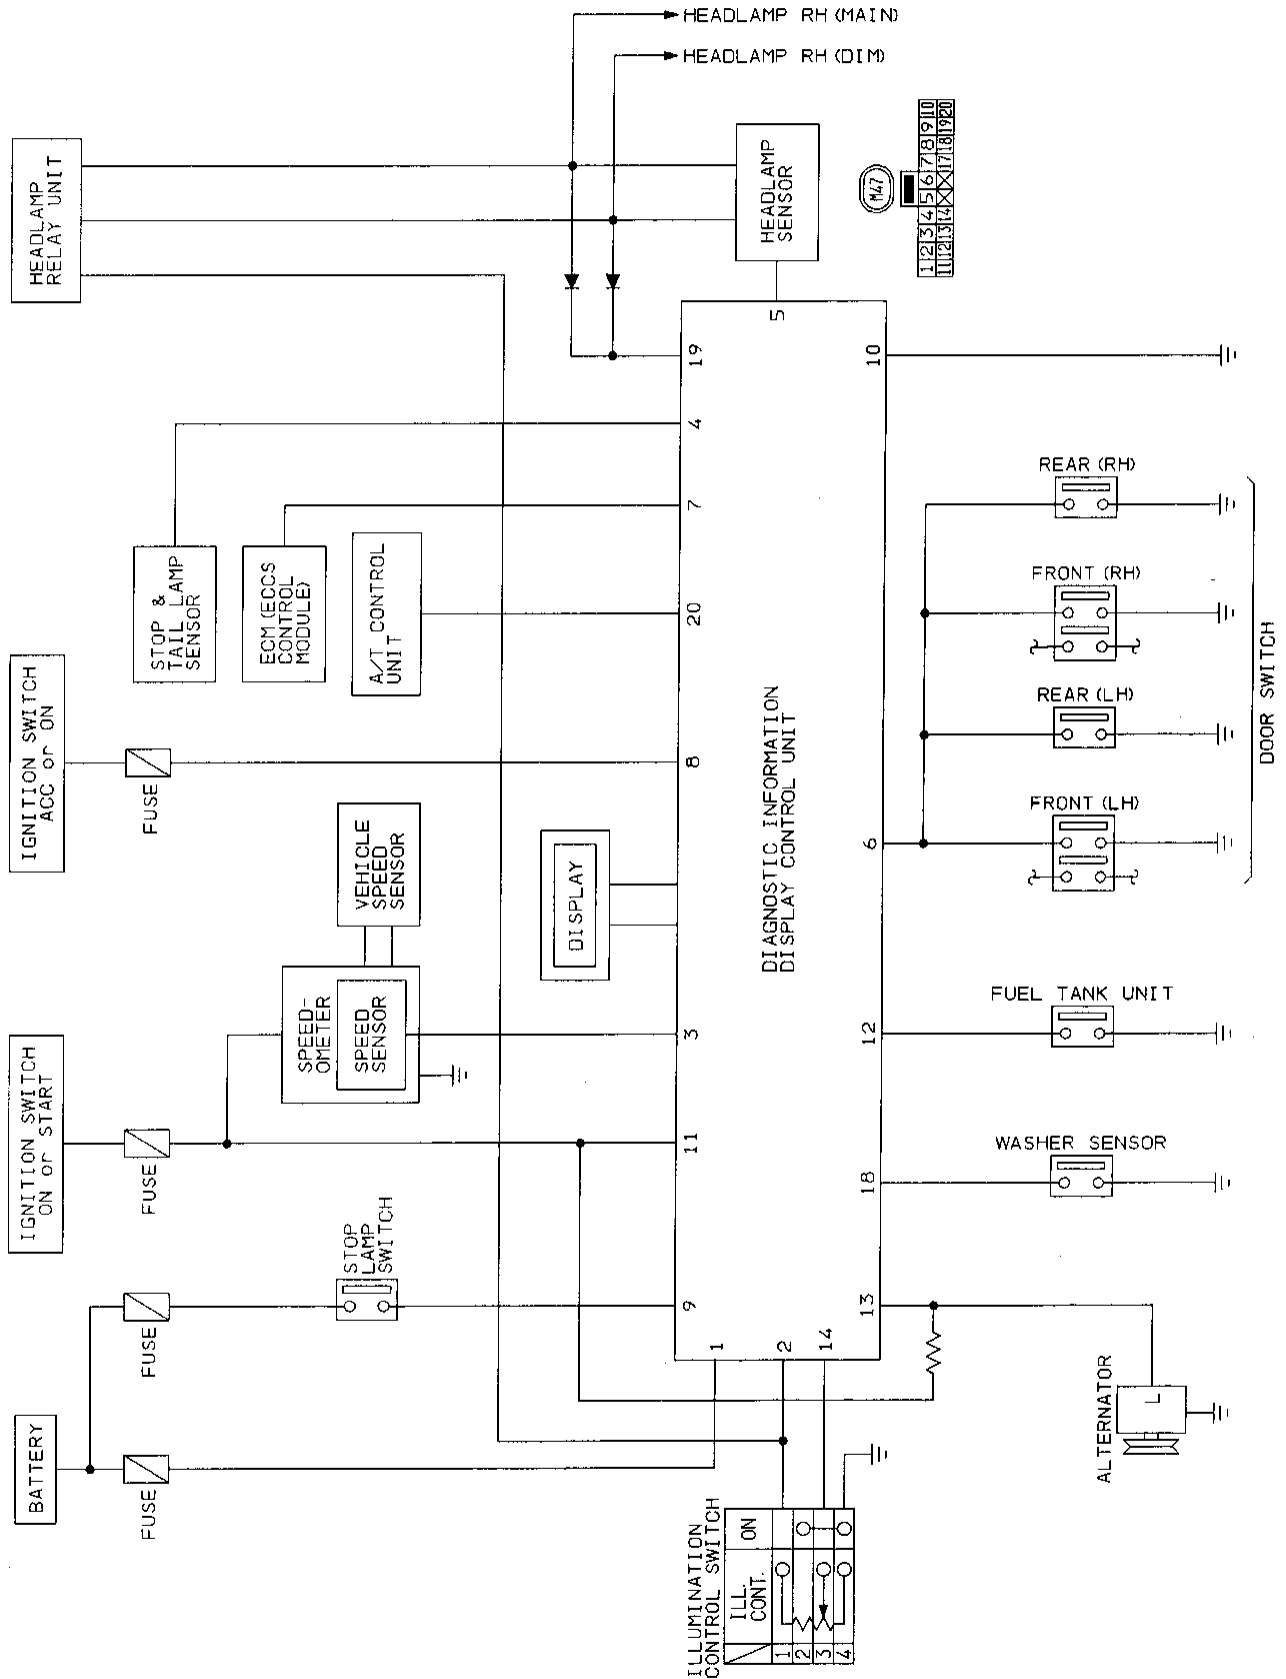 HEADLAMP RH (MAIN)
HEADLAMP RH (DIM)
BATTERY
FUSE
FUSE
STOP
LAMP
SWITCH
IGNITION SWITCH
ON or START
FUSE
SPEED-
OMETER
SPEED
SENSOR
VEHICLE
SPEED
SENSOR
DISPLAY
IGNITION SWITCH
ACC or ON
FUSE
STOP &
TAIL LAMP
SENSOR
ECM (ECCS
CONTROL
MODULE)
A/T CONTROL
UNIT
HEADLAMP
RELAY UNIT
HEADLAMP
SENSOR
M47
1 2 3 4 5 6 7 8 9 10
11 12 13 14 17 18 19 20
1
9
11
3
8
20
7
4
19
2
14
5
DIAGNOSTIC INFORMATION
DISPLAY CONTROL UNIT
13
18
12
6
10
REAR (RH)
FRONT (RH)
REAR (LH)
FRONT (LH)
DOOR SWITCH
FUEL TANK UNIT
WASHER SENSOR
ALTERNATOR
L
ILLUMINATION
CONTROL SWITCH
ILL.
CONT.
ON
1
2
3
4